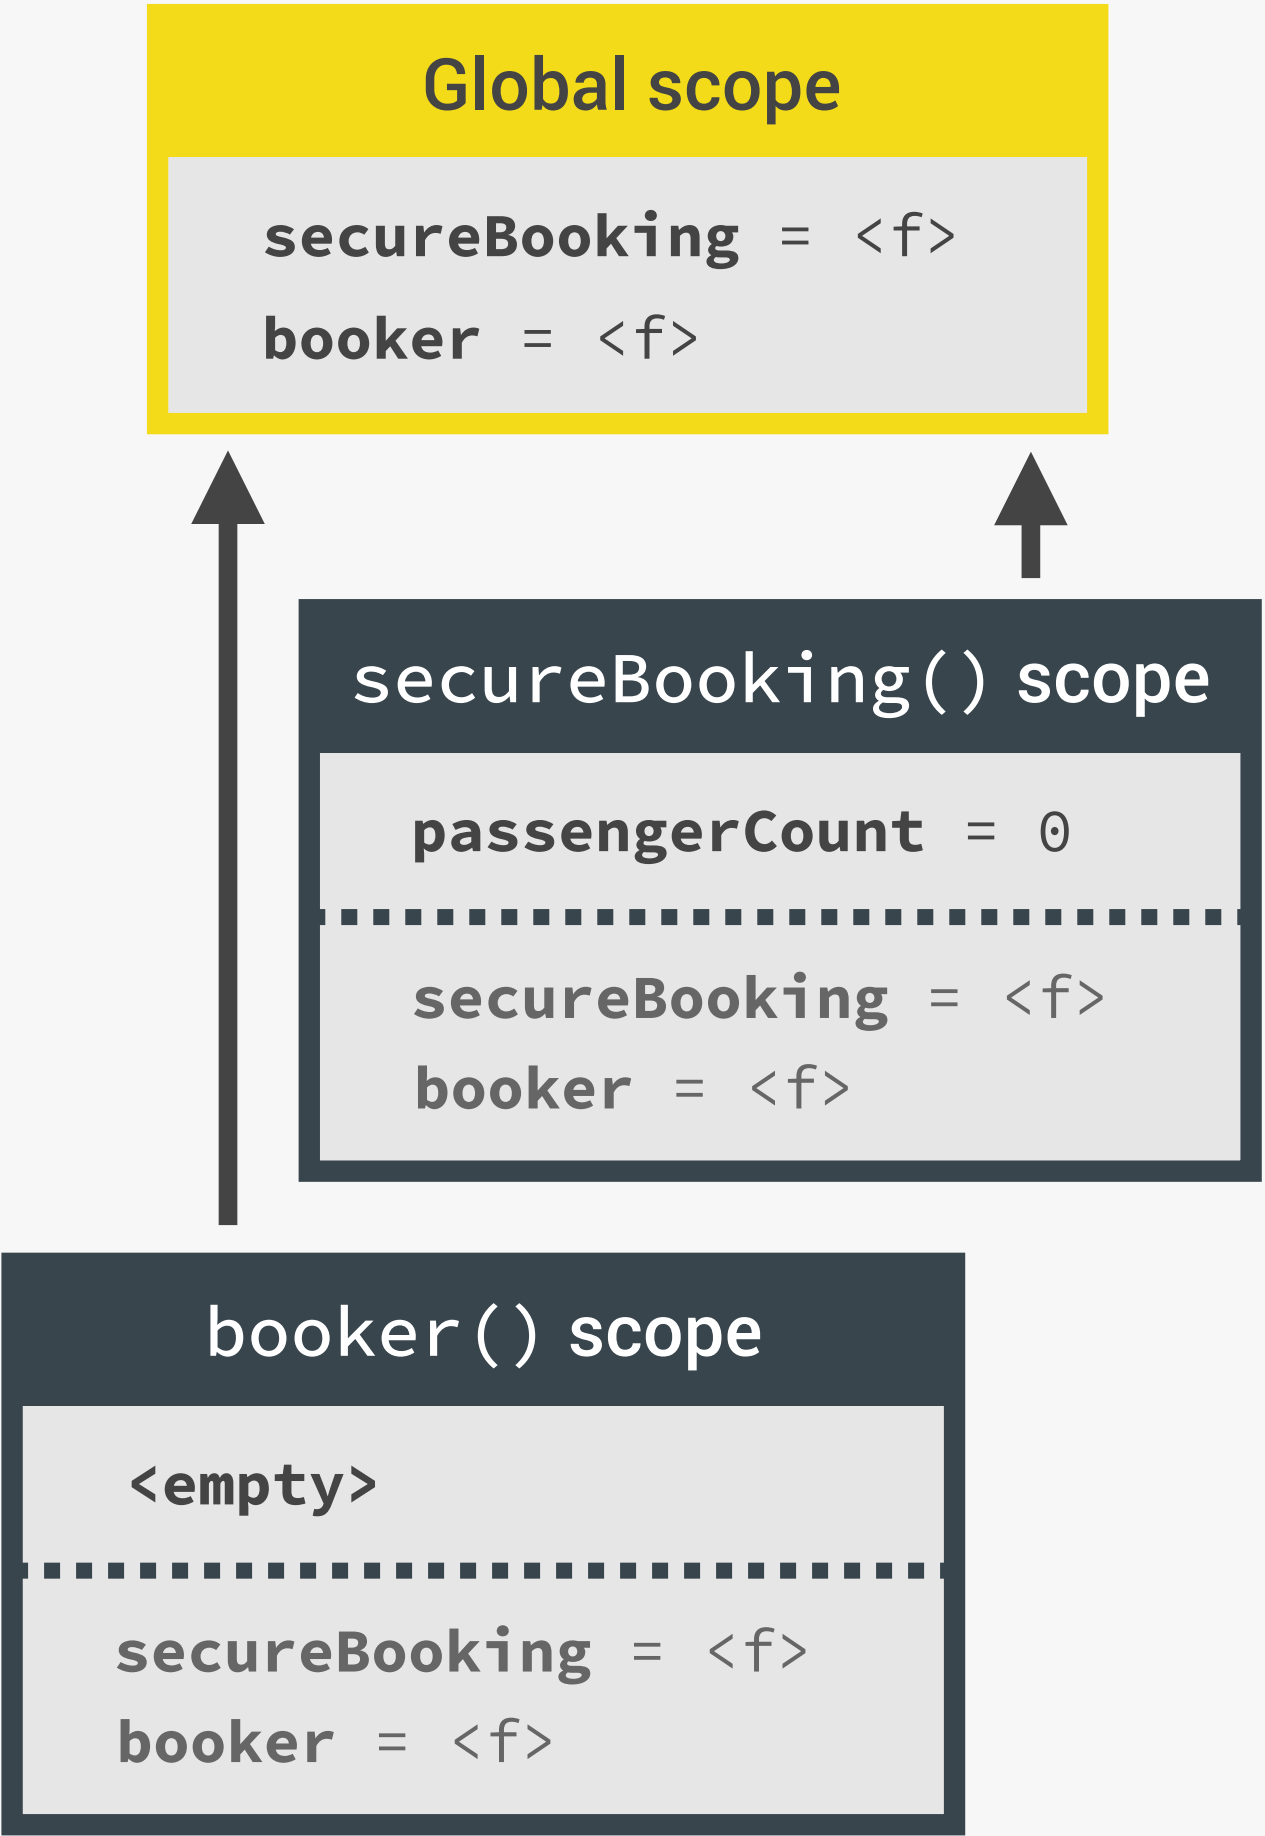 Global scope
secureBooking = <f>
booker = <f>
secureBooking() scope
passengerCount = 0
secureBooking = <f>
booker = <f>
booker() scope
<empty>
secureBooking = <f>
booker = <f>